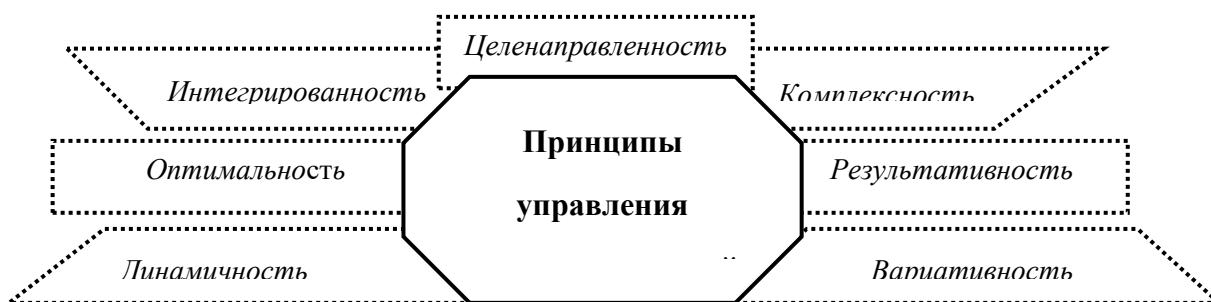 Целенаправленность
Интегрированность
Комплексность
Принципы
управления
Оптимальность
Результативность
Динамичность
Вариативность